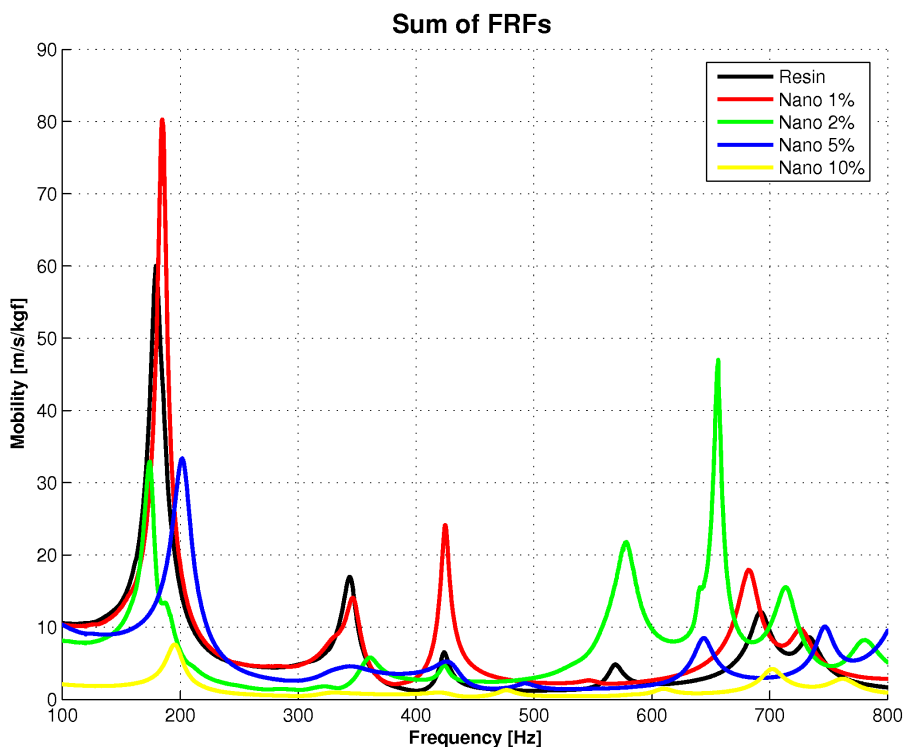 Sum of FRFs
90
80
70
60
50
40
30
20
10
0
Mobility [m/s/kgf]
Resin
Nano 1%
Nano 2%
Nano 5%
Nano 10%
100 200 300 400 500 600 700 800
Frequency [Hz]